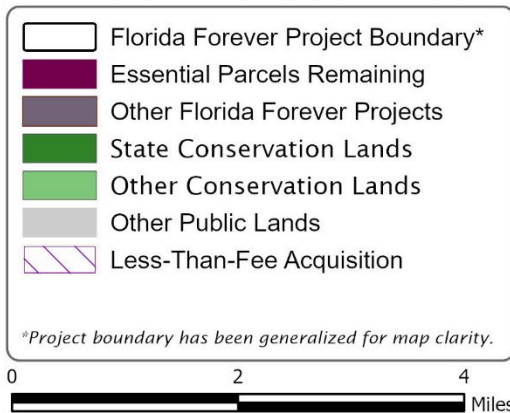 Florida Forever Project Boundary*
Essential Parcels Remaining
Other Florida Forever Projects
State Conservation Lands
Other Conservation Lands
Other Public Lands
Less-Than-Fee Acquisition
*Project boundary has been generalized for map clarity.
0 2 4
Miles